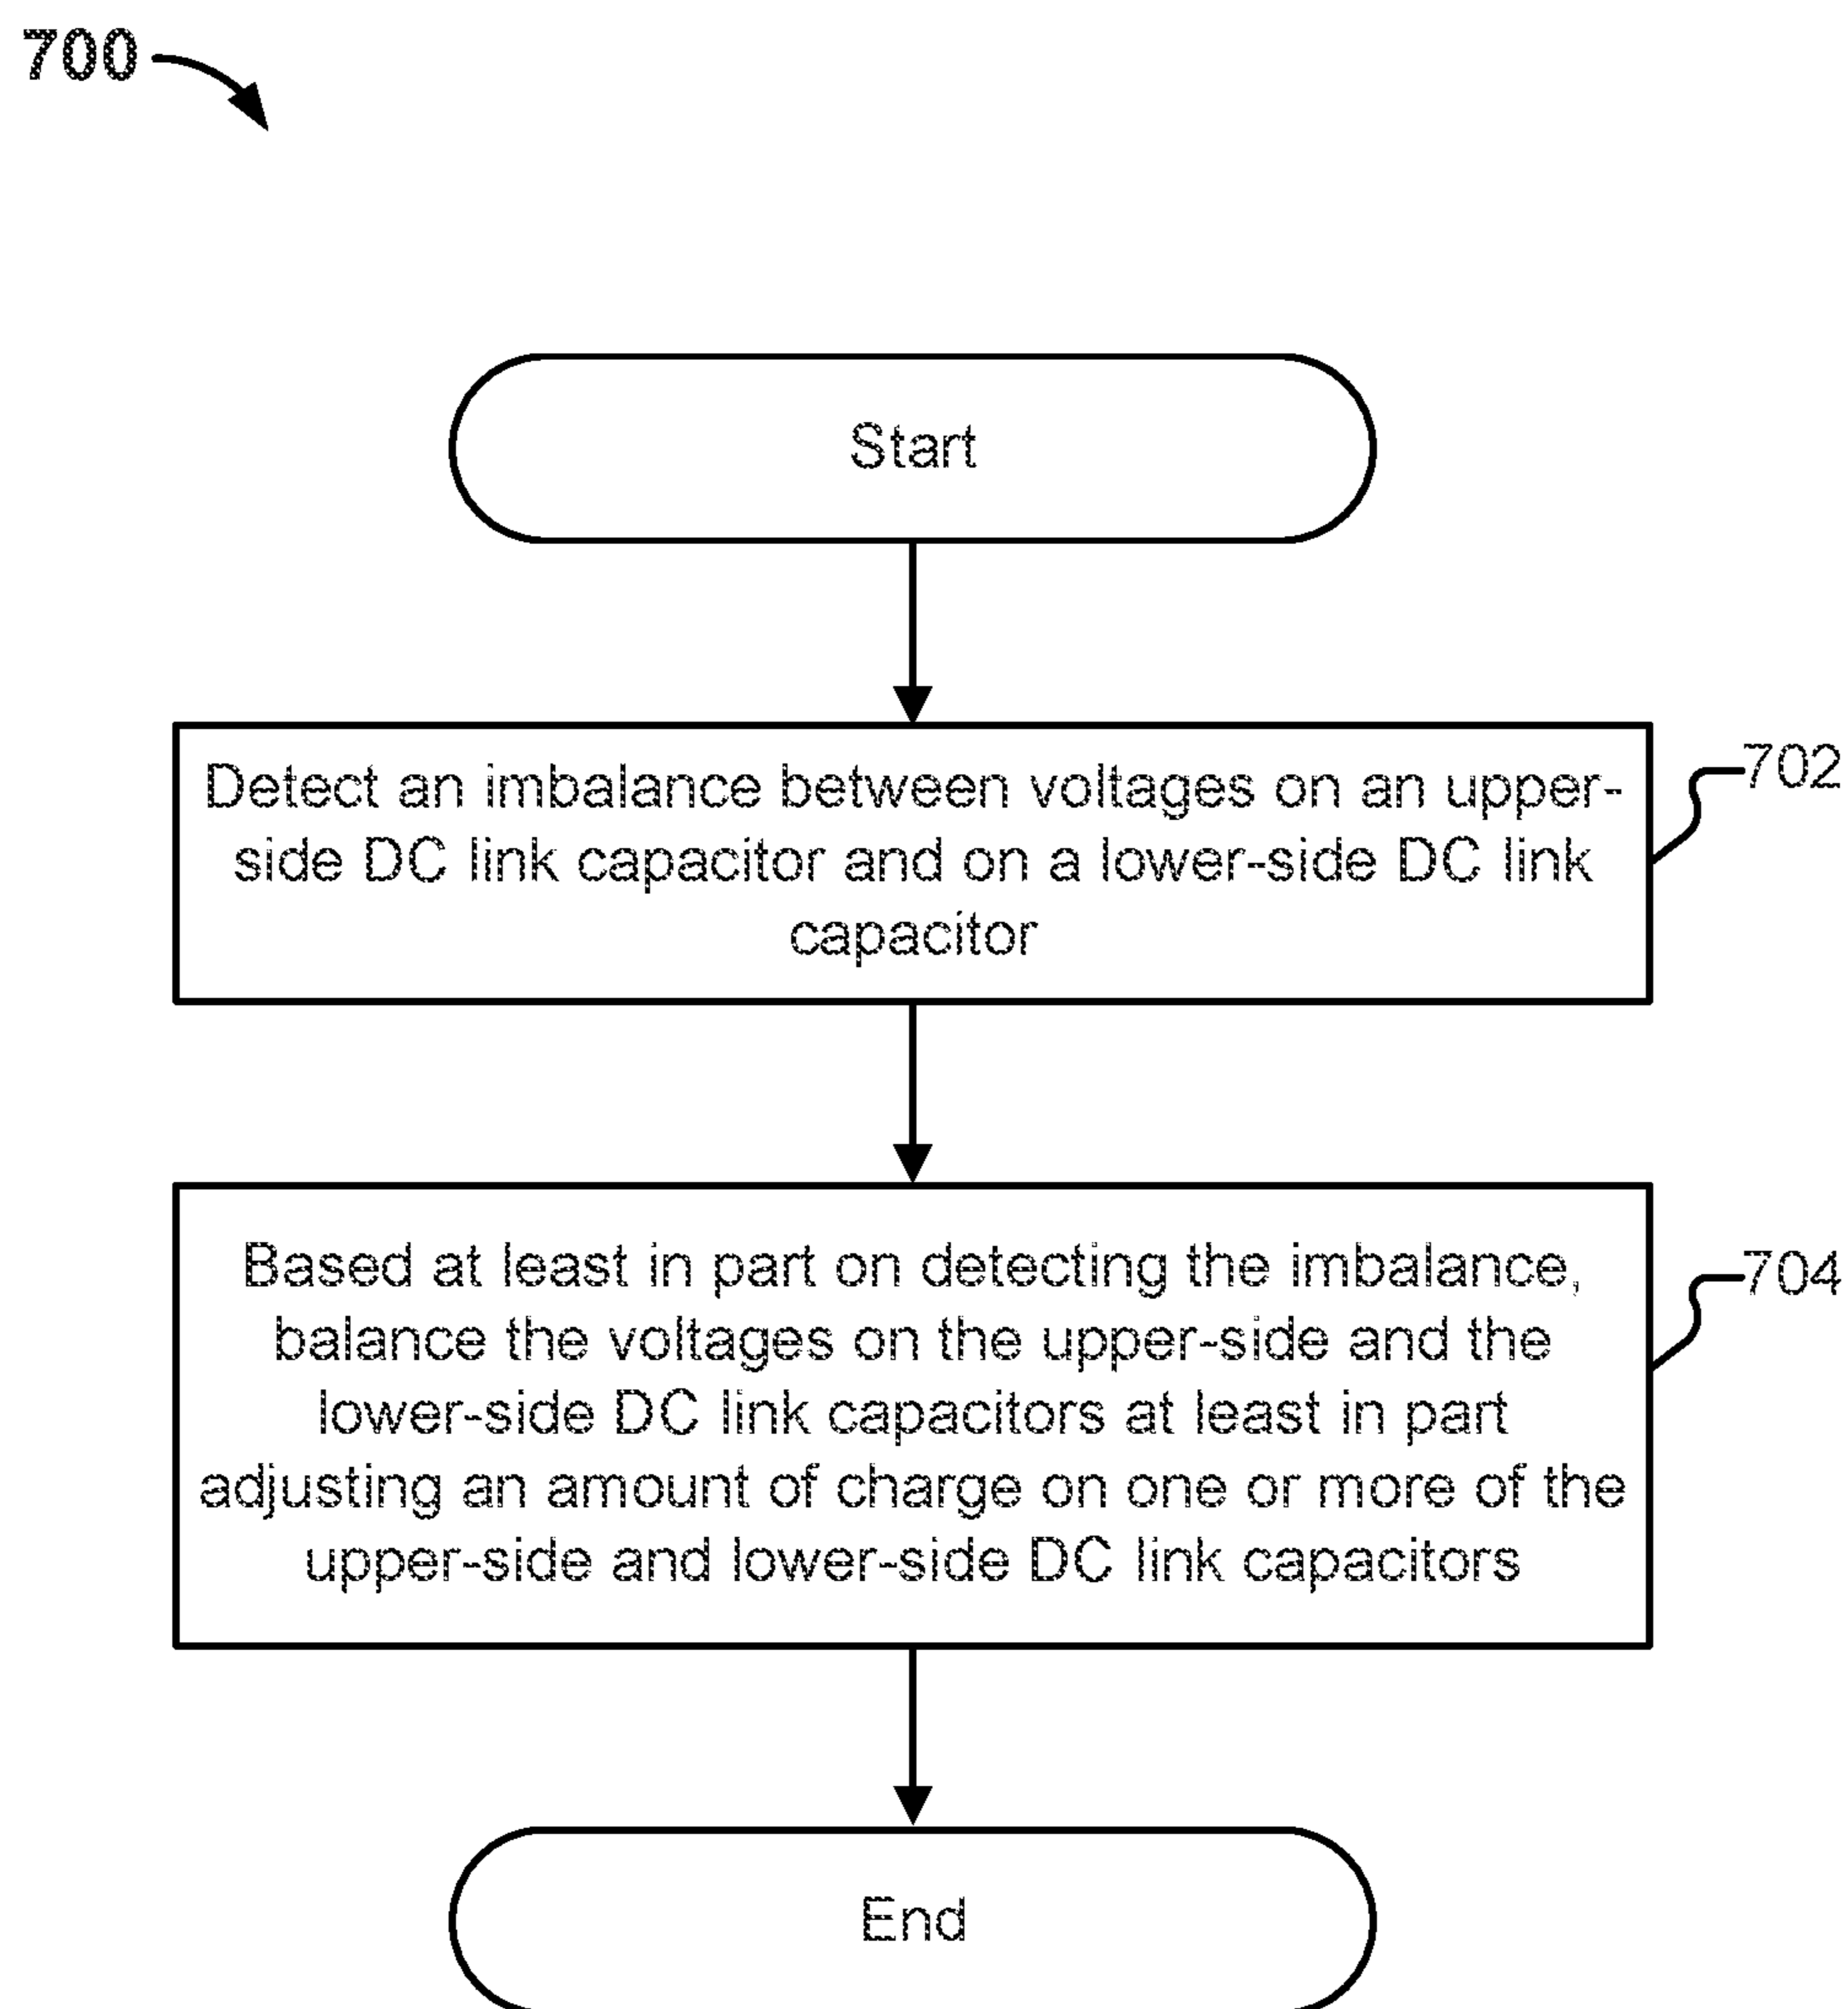 700
Start
Detect an imbalance between voltages on an upper-
side DC link capacitor and on a lower-side DC link
capacitor
702
Based at least in part on detecting the imbalance,
balance the voltages on the upper-side and the
lower-side DC link capacitors at least in part
adjusting an amount of charge on one or more of the
upper-side and lower-side DC link capacitors
704
End